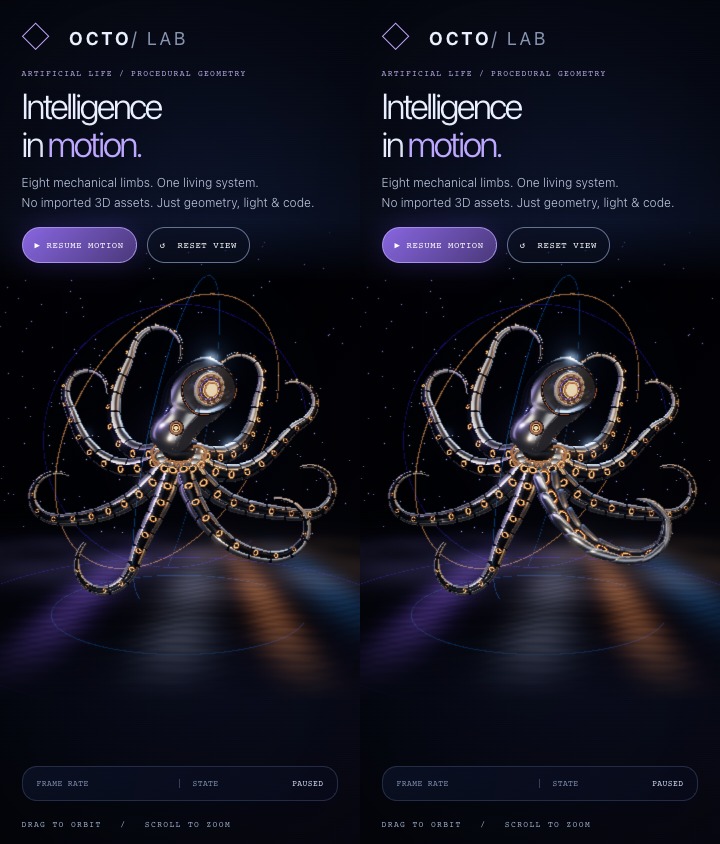 OCTO/ LAB
ARTIFICIAL LIFE / PROCEDURAL GEOMETRY
Intelligence
in motion.
Eight mechanical limbs. One living system.
No imported 3D assets. Just geometry, light & code.
▶ RESUME MOTION
↺ RESET VIEW
FRAME RATE
STATE
PAUSED
DRAG TO ORBIT / SCROLL TO ZOOM
OCTO/ LAB
ARTIFICIAL LIFE / PROCEDURAL GEOMETRY
Intelligence
in motion.
Eight mechanical limbs. One living system.
No imported 3D assets. Just geometry, light & code.
▶ RESUME MOTION
↺ RESET VIEW
FRAME RATE
STATE
PAUSED
DRAG TO ORBIT / SCROLL TO ZOOM